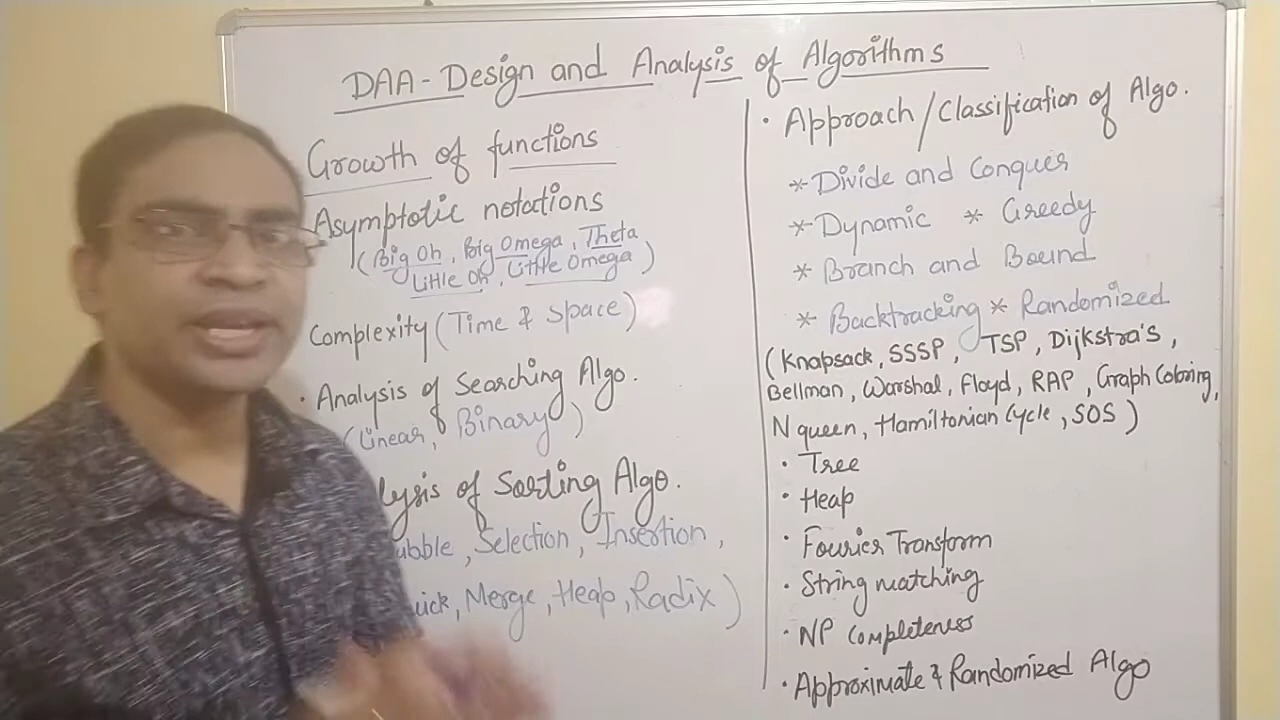 DAA - Design and Analysis of Algorithms
Growth of functions
Asymptotic notations
(Big Oh, Big Omega, Theta
Little Oh, Little Omega)
Complexity (Time & Space)
· Analysis of Searching Algo.
(Linear, Binary)
lysis of Sorting Algo.
ubble, Selection, Insertion,
uick, Merge, Heap, Radix)
· Approach / Classification of Algo.
* Divide and Conquer
* Dynamic * Greedy
* Branch and Bound
* Backtracking * Randomized
(Knapsack, SSSP, TSP, Dijkstra's,
Bellman, Warshal, Floyd, RAP, Graph Coloring,
N queen, Hamiltonian Cycle, SOS)
· Tree
· Heap
· Fourier Transform
· String matching
· NP Completeness
· Approximate & Randomized Algo